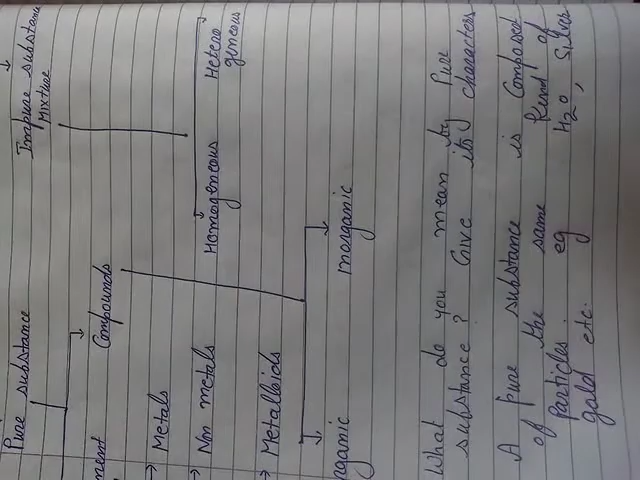 Pure substance
Impure substance
Mixture
Compounds
Metals
Non metals
Metalloids
Homogeneous
Hetero
geneous
inorganic
What do you mean by Pure
substance? Give its characters
A pure substance is Composed
of the same kind of
particles. eg H2O, Silver
gold etc.